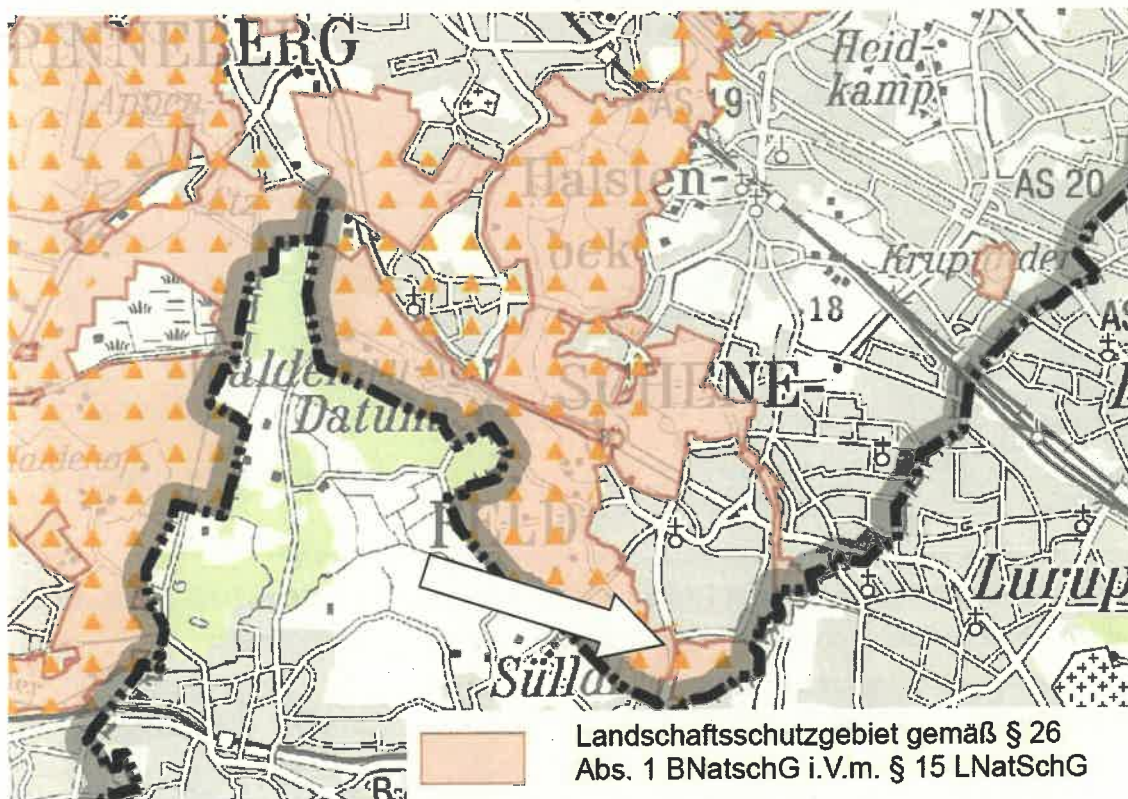 PINNEBERG
Heid-
kamp
AS 19
Halsten-
bek
AS 20
18
SCHENE-
FELD
Datum
Lurup
Landschaftsschutzgebiet gemäß § 26
Abs. 1 BNatschG i.V.m. § 15 LNatSchG